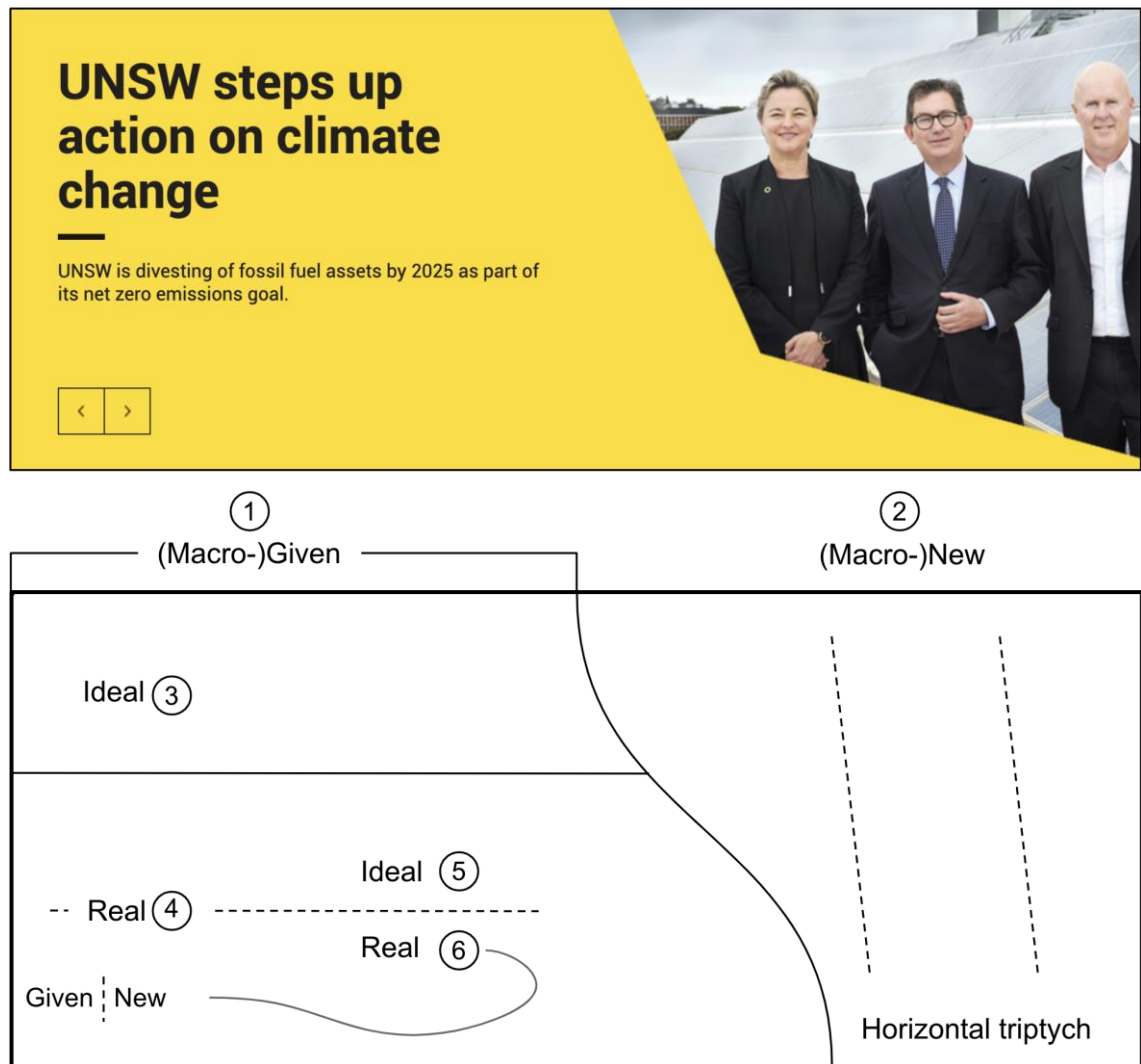 UNSW steps up
action on climate
change
UNSW is divesting of fossil fuel assets by 2025 as part of
its net zero emissions goal.
1
(Macro-)Given
2
(Macro-)New
Ideal 3
Ideal 5
Real 4
Real 6
Given New
Horizontal triptych